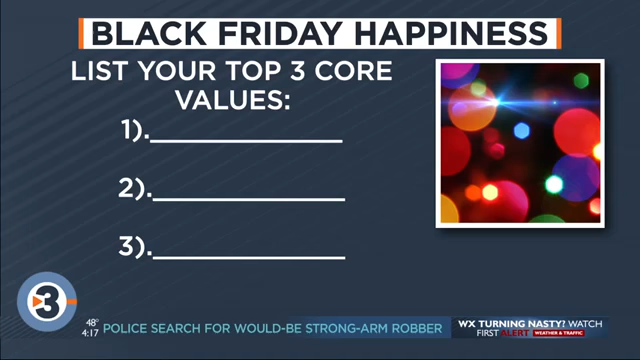 BLACK FRIDAY HAPPINESS
LIST YOUR TOP 3 CORE
VALUES:
1).
2).
3).
3
48°
4:17
POLICE SEARCH FOR WOULD-BE STRONG-ARM ROBBER
WX TURNING NASTY? WATCH
FIRST ALERT WEATHER & TRAFFIC